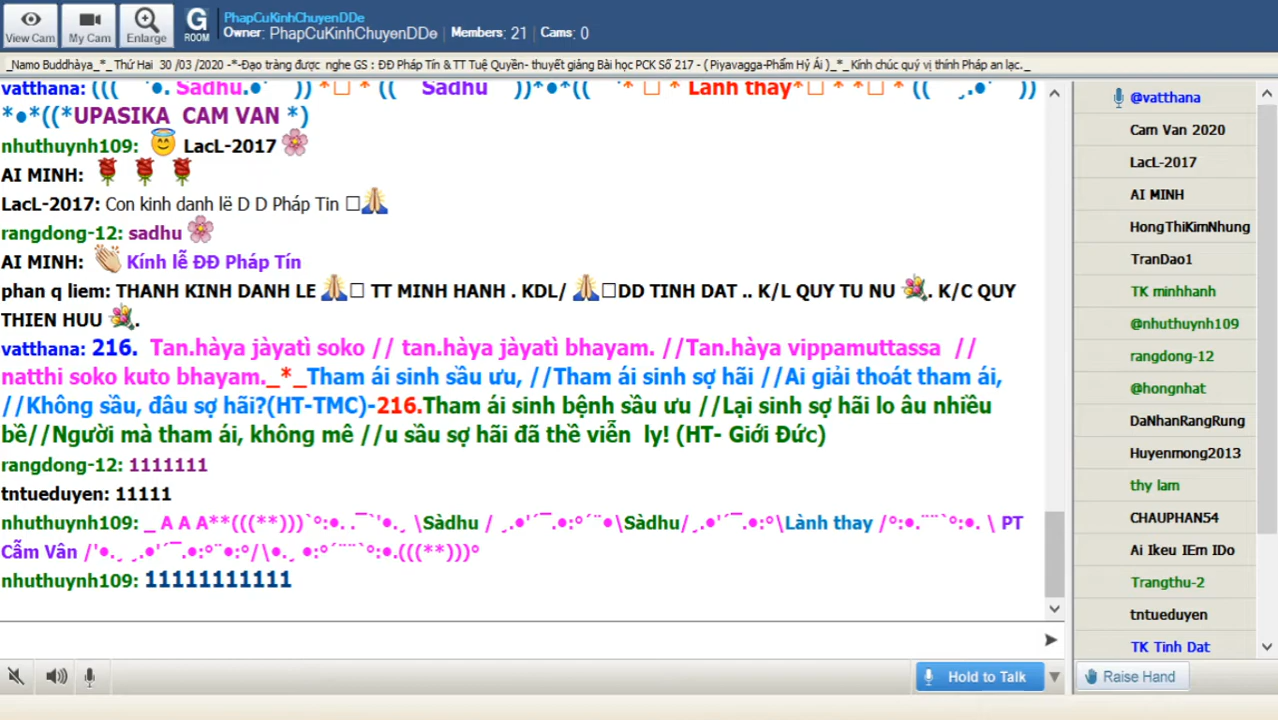 View Cam
My Cam
Enlarge
G
ROOM
PhapCuKinhChuyenDDe
Owner: PhapCuKinhChuyenDDe Members: 21 Cams: 0
_Namo Buddhàya_*_ Thứ Hai 30 /03 /2020 -*-Đạo tràng được nghe GS : ĐĐ Pháp Tín & TT Tuệ Quyền- thuyết giảng Bài học PCK Số 217 - ( Piyavagga-Phẩm Hỷ Ái )_*_ Kính chúc quý vị thính Pháp an lạc._
vatthana: Sadhu Sadhu Lành thay
*●*((*UPASIKA CAM VAN *)
nhuthuynh109: 😇 LacL-2017 🌸
AI MINH: 🌹 🌹 🌹
LacL-2017: Con kinh danh lë D D Pháp Tin □🙏
rangdong-12: sadhu 🌸
AI MINH: 👏 Kính lễ ĐĐ Pháp Tín
phan q liem: THANH KINH DANH LE 🙏□ TT MINH HANH . KDL/ 🙏□DD TINH DAT .. K/L QUY TU NU 💐. K/C QUY
THIEN HUU 💐.
vatthana: 216. Tan.hàya jàyatì soko // tan.hàya jàyatì bhayam. //Tan.hàya vippamuttassa //
natthi soko kuto bhayam._*_Tham ái sinh sầu ưu, //Tham ái sinh sợ hãi //Ai giải thoát tham ái,
//Không sầu, đâu sợ hãi?(HT-TMC)-216.Tham ái sinh bệnh sầu ưu //Lại sinh sợ hãi lo âu nhiều
bề//Người mà tham ái, không mê //u sầu sợ hãi đã thề viễn ly! (HT- Giới Đức)
rangdong-12: 1111111
tntueduyen: 11111
nhuthuynh109: _ A A A**(((**)))`°:●. .¯`'●.¸ \Sàdhu / ¸.●'´¯.●:°´¨●\Sàdhu/¸.●'´¯.●:°\Lành thay /°:●.¨¨`°:●. \ PT
Cẫm Vân /'●.¸ ¸.●'´¯.●:°¨●:°/\●.¸ ●:°´¨¨`°:●.(((**)))°
nhuthuynh109: 11111111111
Hold to Talk
@vatthana
Cam Van 2020
LacL-2017
AI MINH
HongThiKimNhung
TranDao1
TK minhhanh
@nhuthuynh109
rangdong-12
@hongnhat
DaNhanRangRung
Huyenmong2013
thy lam
CHAUPHAN54
Ai Ikeu IEm IDo
Trangthu-2
tntueduyen
TK Tinh Dat
Raise Hand